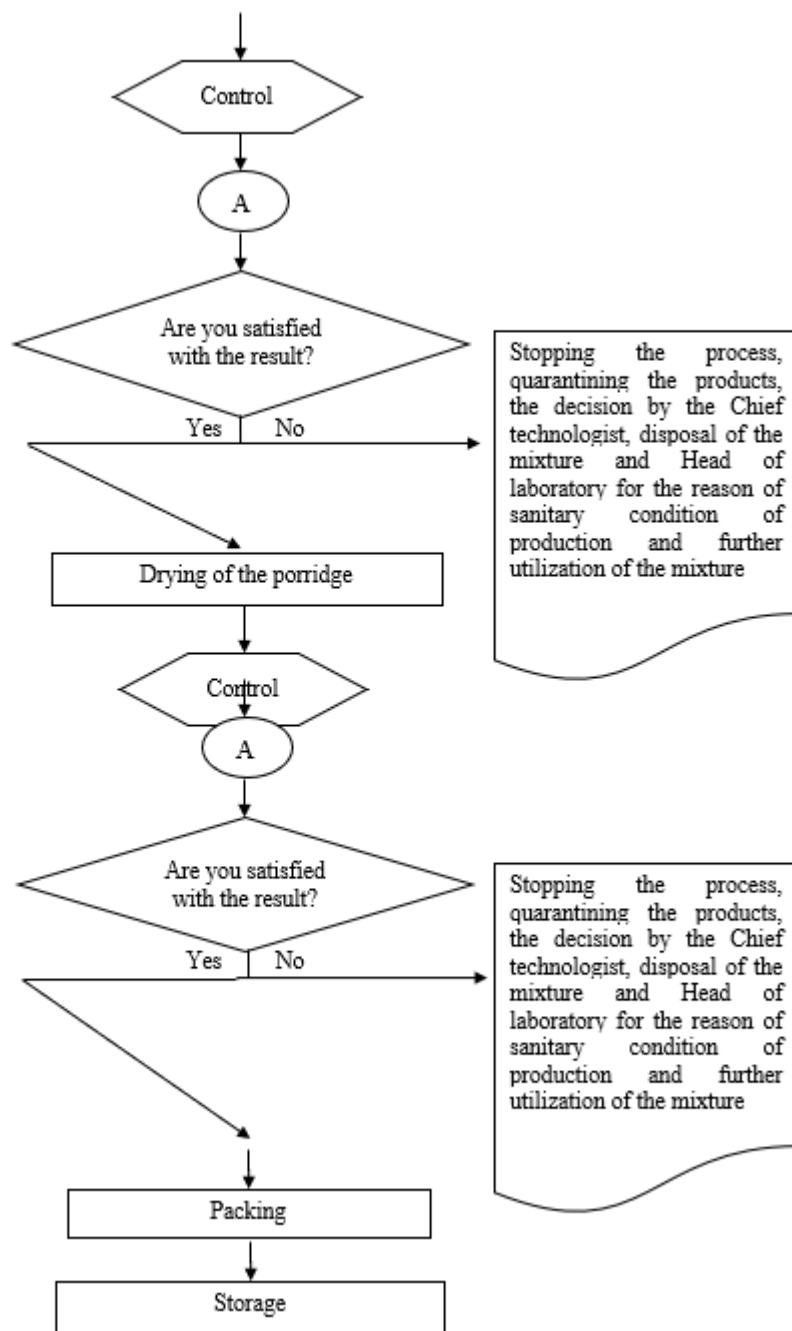 Control
A
Are you satisfied
with the result?
Yes No
Stopping the process,
quarantining the products,
the decision by the Chief
technologist, disposal of the
mixture and Head of
laboratory for the reason of
sanitary condition of
production and further
utilization of the mixture
Drying of the porridge
Control
A
Are you satisfied
with the result?
Yes No
Stopping the process,
quarantining the products,
the decision by the Chief
technologist, disposal of the
mixture and Head of
laboratory for the reason of
sanitary condition of
production and further
utilization of the mixture
Packing
Storage